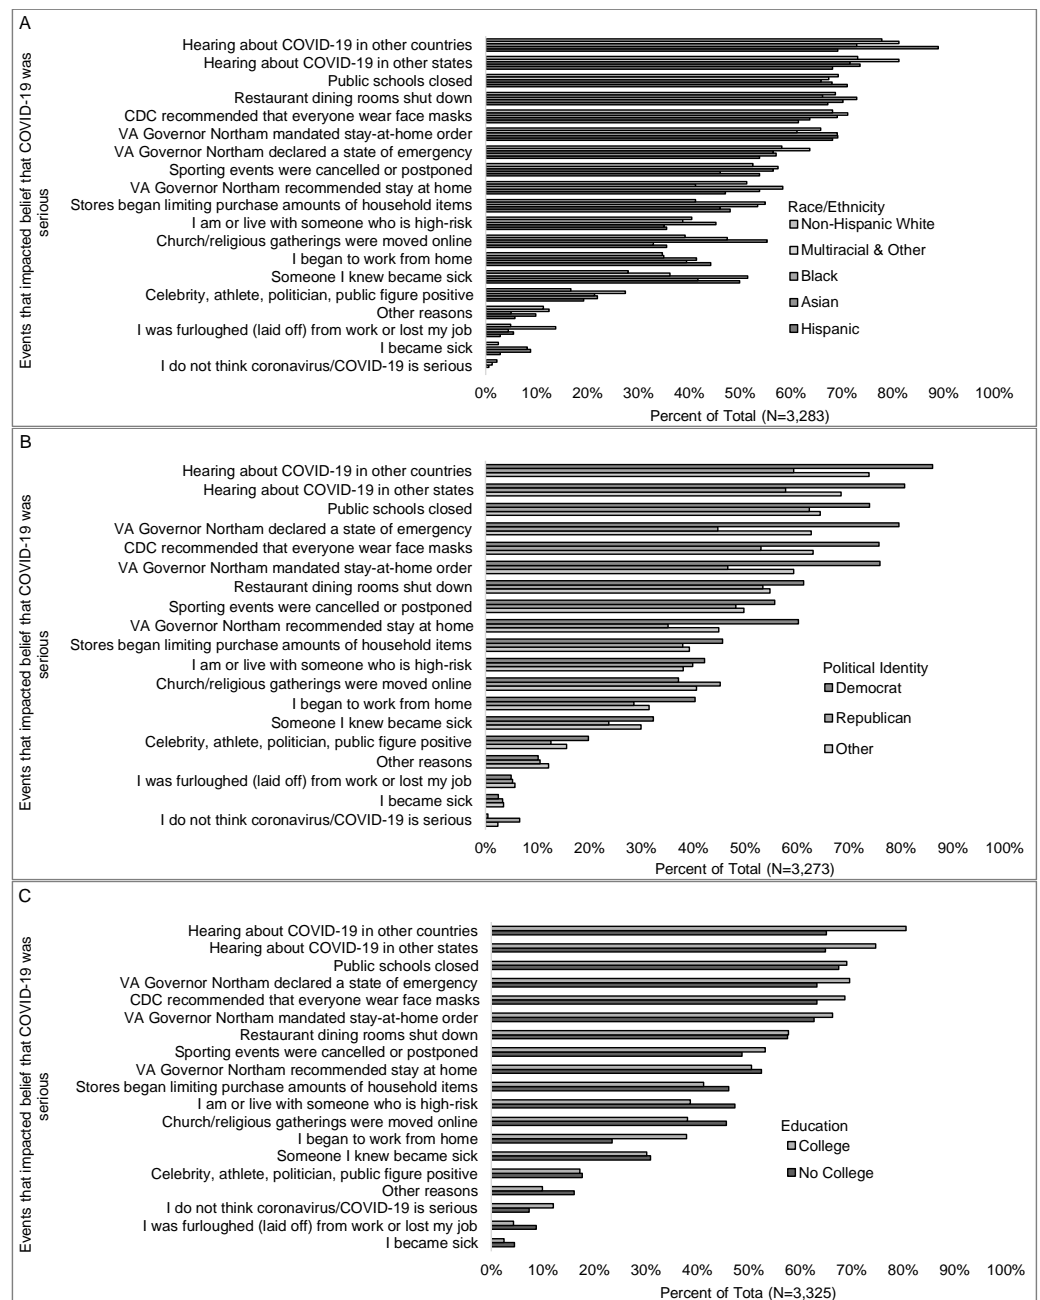 A
Events that impacted belief that COVID-19 was
serious
Hearing about COVID-19 in other countries
Hearing about COVID-19 in other states
Public schools closed
Restaurant dining rooms shut down
CDC recommended that everyone wear face masks
VA Governor Northam mandated stay-at-home order
VA Governor Northam declared a state of emergency
Sporting events were cancelled or postponed
VA Governor Northam recommended stay at home
Stores began limiting purchase amounts of household items
I am or live with someone who is high-risk
Church/religious gatherings were moved online
I began to work from home
Someone I knew became sick
Celebrity, athlete, politician, public figure positive
Other reasons
I was furloughed (laid off) from work or lost my job
I became sick
I do not think coronavirus/COVID-19 is serious
Race/Ethnicity
Non-Hispanic White
Multiracial & Other
Black
Asian
Hispanic
0% 10% 20% 30% 40% 50% 60% 70% 80% 90% 100%
Percent of Total (N=3,283)
B
Events that impacted belief that COVID-19 was
serious
Hearing about COVID-19 in other countries
Hearing about COVID-19 in other states
Public schools closed
VA Governor Northam declared a state of emergency
CDC recommended that everyone wear face masks
VA Governor Northam mandated stay-at-home order
Restaurant dining rooms shut down
Sporting events were cancelled or postponed
VA Governor Northam recommended stay at home
Stores began limiting purchase amounts of household items
I am or live with someone who is high-risk
Church/religious gatherings were moved online
I began to work from home
Someone I knew became sick
Celebrity, athlete, politician, public figure positive
Other reasons
I was furloughed (laid off) from work or lost my job
I became sick
I do not think coronavirus/COVID-19 is serious
Political Identity
Democrat
Republican
Other
0% 10% 20% 30% 40% 50% 60% 70% 80% 90% 100%
Percent of Total (N=3,273)
C
Events that impacted belief that COVID-19 was
serious
Hearing about COVID-19 in other countries
Hearing about COVID-19 in other states
Public schools closed
VA Governor Northam declared a state of emergency
CDC recommended that everyone wear face masks
VA Governor Northam mandated stay-at-home order
Restaurant dining rooms shut down
Sporting events were cancelled or postponed
VA Governor Northam recommended stay at home
Stores began limiting purchase amounts of household items
I am or live with someone who is high-risk
Church/religious gatherings were moved online
I began to work from home
Someone I knew became sick
Celebrity, athlete, politician, public figure positive
Other reasons
I do not think coronavirus/COVID-19 is serious
I was furloughed (laid off) from work or lost my job
I became sick
Education
College
No College
0% 10% 20% 30% 40% 50% 60% 70% 80% 90% 100%
Percent of Tota (N=3,325)